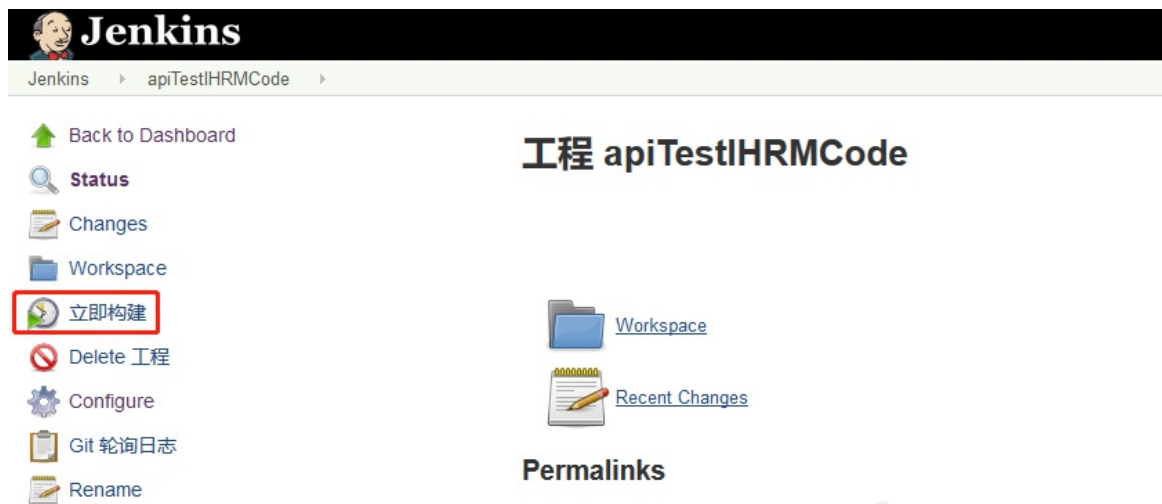 Jenkins
Jenkins apiTestIHRMCode
Back to Dashboard
Status
Changes
Workspace
立即构建
Delete 工程
Configure
Git 轮询日志
Rename
工程 apiTestIHRMCode
Workspace
Recent Changes
Permalinks